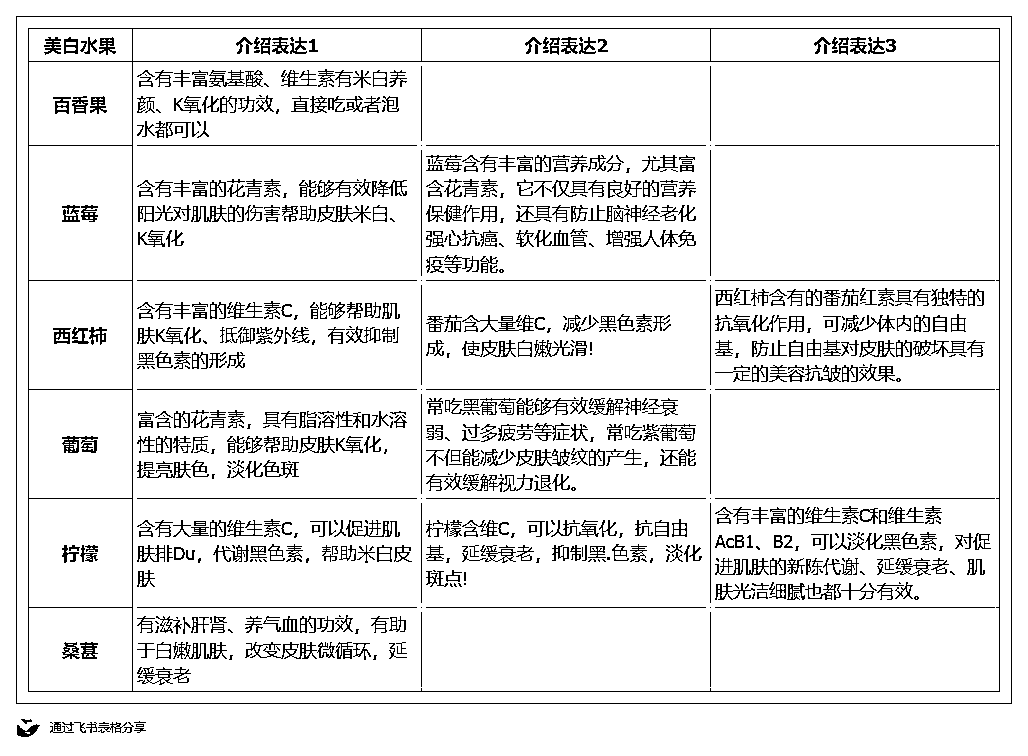 美白水果 介绍表达1 介绍表达2 介绍表达3
百香果
含有丰富氨基酸、维生素有米白养
颜、K氧化的功效，直接吃或者泡
水都可以
蓝莓
含有丰富的花青素，能够有效降低
阳光对肌肤的伤害帮助皮肤米白、
K氧化
蓝莓含有丰富的营养成分，尤其富
含花青素，它不仅具有良好的营养
保健作用，还具有防止脑神经老化
强心抗癌、软化血管、增强人体免
疫等功能。
西红柿
含有丰富的维生素C，能够帮助肌
肤K氧化、抵御紫外线，有效抑制
黑色素的形成
番茄含大量维C，减少黑色素形
成，使皮肤白嫩光滑!
西红柿含有的番茄红素具有独特的
抗氧化作用，可减少体内的自由
基，防止自由基对皮肤的破坏具有
一定的美容抗皱的效果。
葡萄
富含的花青素，具有脂溶性和水溶
性的特质，能够帮助皮肤K氧化，
提亮肤色，淡化色斑
常吃黑葡萄能够有效缓解神经衰
弱、过多疲劳等症状，常吃紫葡萄
不但能减少皮肤皱纹的产生，还能
有效缓解视力退化。
柠檬
含有大量的维生素C，可以促进肌
肤排Du，代谢黑色素，帮助米白皮
肤
柠檬含维C，可以抗氧化，抗自由
基，延缓衰老，抑制黑.色素，淡化
斑点!
含有丰富的维生素C和维生素
AcB1、B2，可以淡化黑色素，对促
进肌肤的新陈代谢、延缓衰老、肌
肤光洁细腻也都十分有效。
桑葚
有滋补肝肾、养气血的功效，有助
于白嫩肌肤，改变皮肤微循环，延
缓衰老
通过飞书表格分享